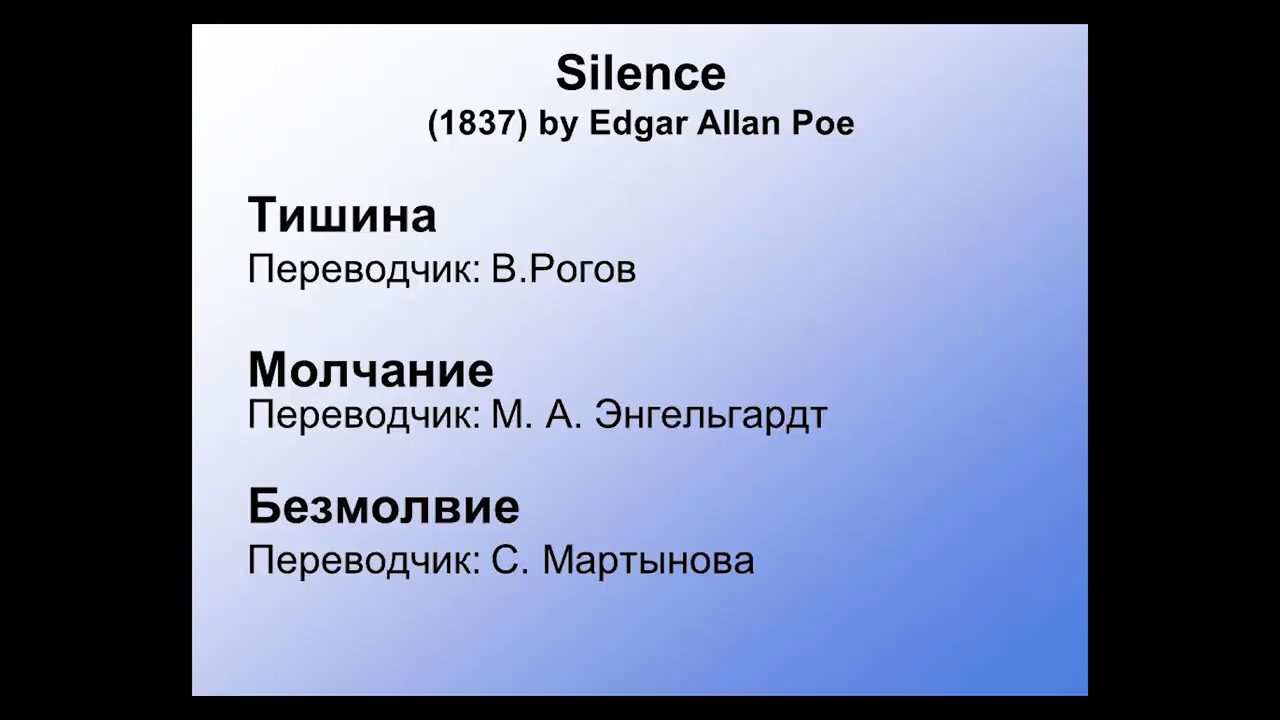 Silence
(1837) by Edgar Allan Poe
Тишина
Переводчик: В.Рогов
Молчание
Переводчик: М. А. Энгельгардт
Безмолвие
Переводчик: С. Мартынова